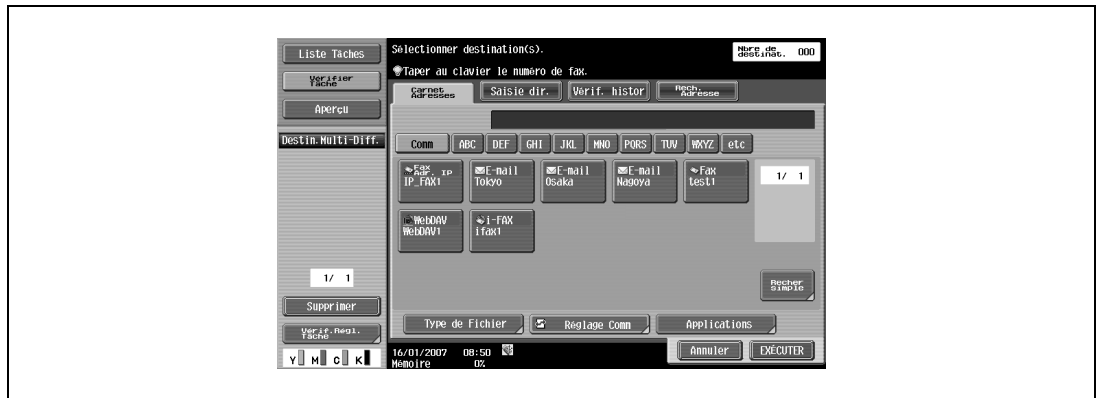 Liste Tâches
Vérifier Tâche
Aperçu
Destin.Multi-Diff.
1/ 1
Supprimer
Vérif.Régl. Tâche
Y M C K
Sélectionner destination(s).
Nbre de destinat. 000
Taper au clavier le numéro de fax.
Carnet Adresses
Saisie dir.
Vérif. histor
Rech. Adresse
Comm ABC DEF GHI JKL MNO PQRS TUV WXYZ etc
Fax Adr. IP
IP_FAX1
E-mail
Tokyo
E-mail
Osaka
E-mail
Nagoya
Fax
test1
1/ 1
WebDAV
WebDAV1
i-FAX
ifax1
Recher simple
Type de Fichier
Réglage Comm
Applications
16/01/2007 08:50
Mémoire 0%
Annuler
EXÉCUTER